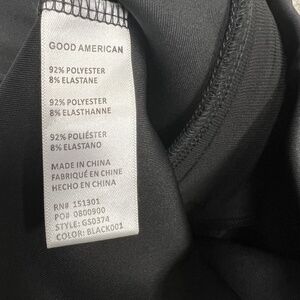 GOOD AMERICAN
92% POLYESTER
8% ELASTANE
92% POLYESTER
8% ELASTHANNE
92% POLIÉSTER
8% ELASTANO
MADE IN CHINA
FABRIQUÉ EN CHINE
HECHO EN CHINA
RN# 151301
PO# 0800900
STYLE: GS0374
COLOR: BLACK001